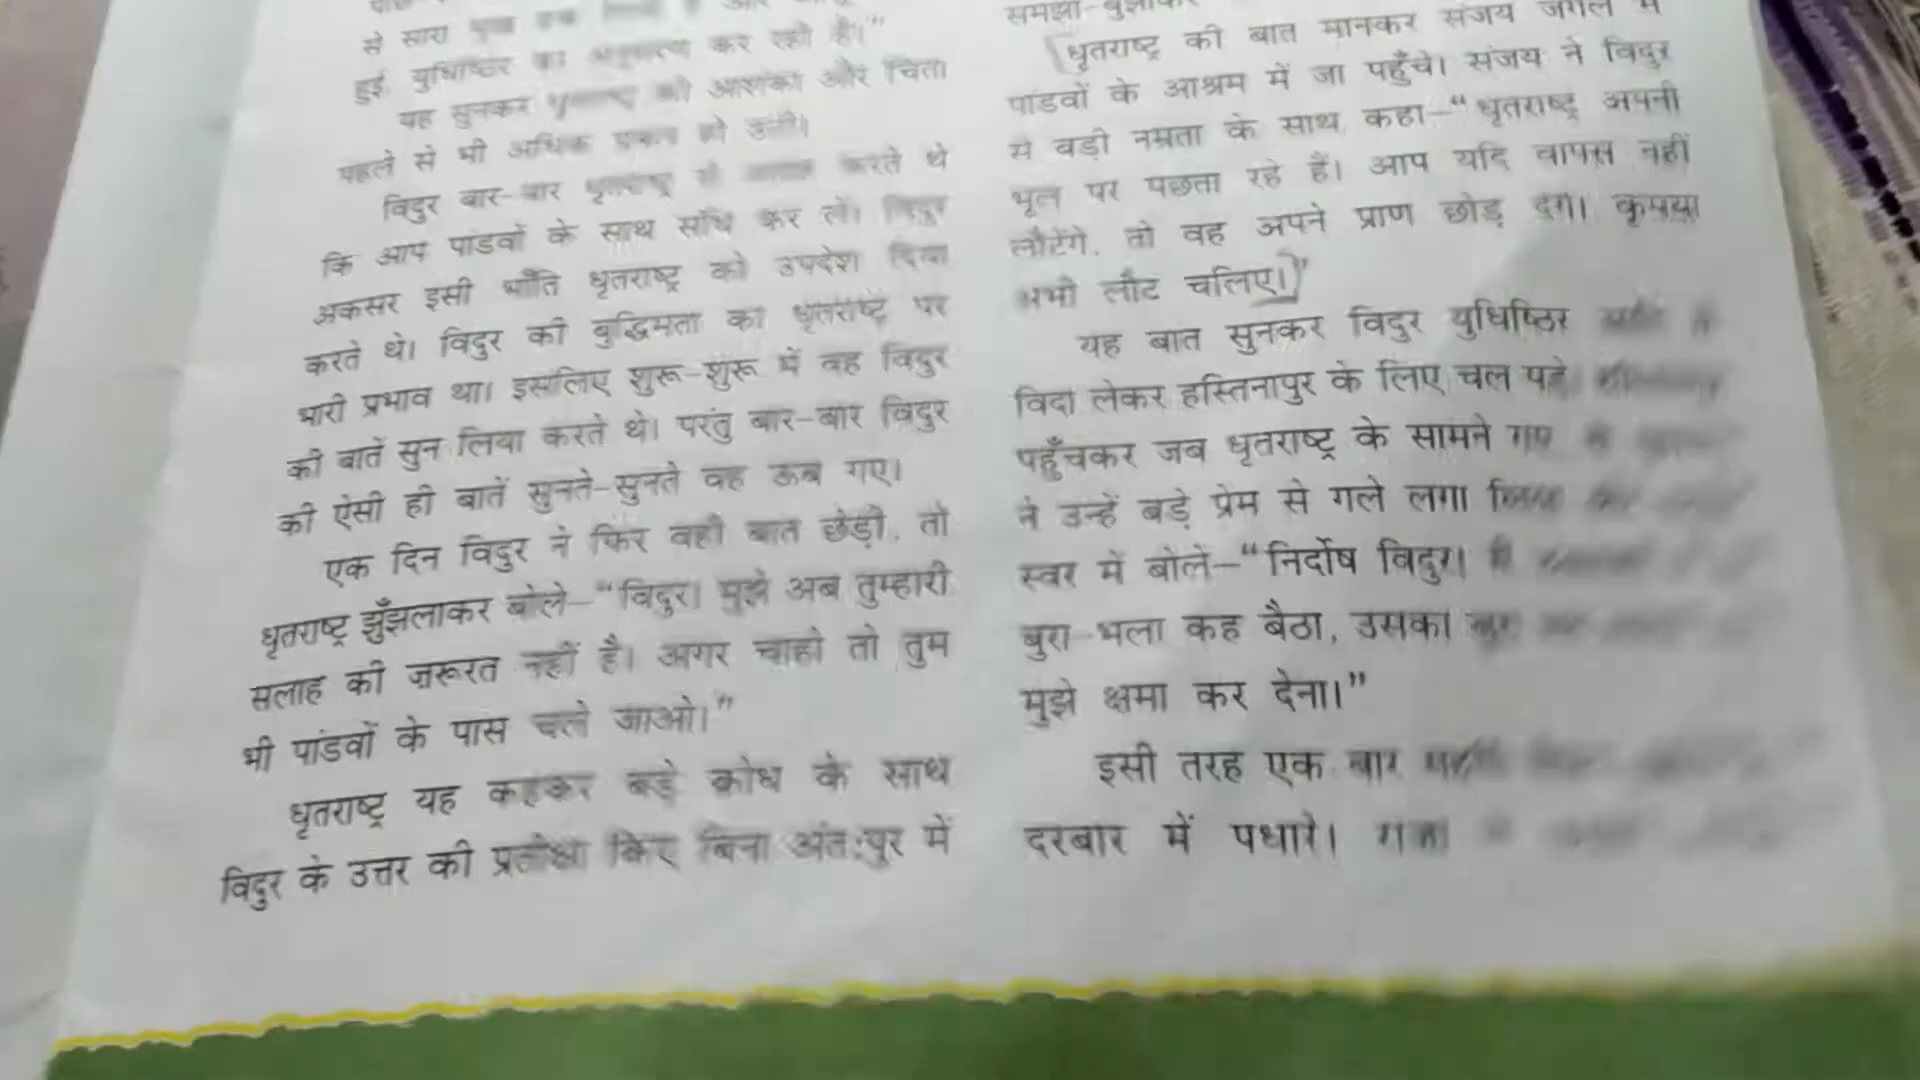 से सारा
हुई युधिष्ठिर का अनुसरण कर रही है।”
यह सुनकर की आशंका और चिंता
पहले से भी अधिक प्रबल हो उठी।
विदुर बार-बार धृतराष्ट्र से करते थे
कि आप पांडवों के साथ संधि कर लें। विदुर
अकसर इसी भाँति धृतराष्ट्र को उपदेश दिया
करते थे। विदुर की बुद्धिमता का धृतराष्ट्र पर
भारी प्रभाव था। इसलिए शुरू-शुरू में वह विदुर
की बातें सुन लिया करते थे। परंतु बार-बार विदुर
की ऐसी ही बातें सुनते-सुनते वह ऊब गए।
एक दिन विदुर ने फिर वही बात छेड़ी, तो
धृतराष्ट्र झुँझलाकर बोले-“विदुर। मुझे अब तुम्हारी
सलाह की ज़रूरत नहीं है। अगर चाहो तो तुम
भी पांडवों के पास चले जाओ।”
धृतराष्ट्र यह कहकर बड़े क्रोध के साथ
विदुर के उत्तर की प्रतीक्षा किए बिना अंत:पुर में
समझा-बुझाकर
धृतराष्ट्र की बात मानकर संजय जंगल में
पांडवों के आश्रम में जा पहुँचे। संजय ने विदुर
से बड़ी नम्रता के साथ कहा-“धृतराष्ट्र अपनी
भूल पर पछता रहे हैं। आप यदि वापस नहीं
लौटेंगे, तो वह अपने प्राण छोड़ देंगे। कृपया
अभी लौट चलिए।”
यह बात सुनकर विदुर युधिष्ठिर
विदा लेकर हस्तिनापुर के लिए चल पड़े
पहुँचकर जब धृतराष्ट्र के सामने गए
ने उन्हें बड़े प्रेम से गले लगा लिया
स्वर में बोले-“निर्दोष विदुर। मैं
बुरा-भला कह बैठा, उसका बुरा
मुझे क्षमा कर देना।”
इसी तरह एक बार
दरबार में पधारे।